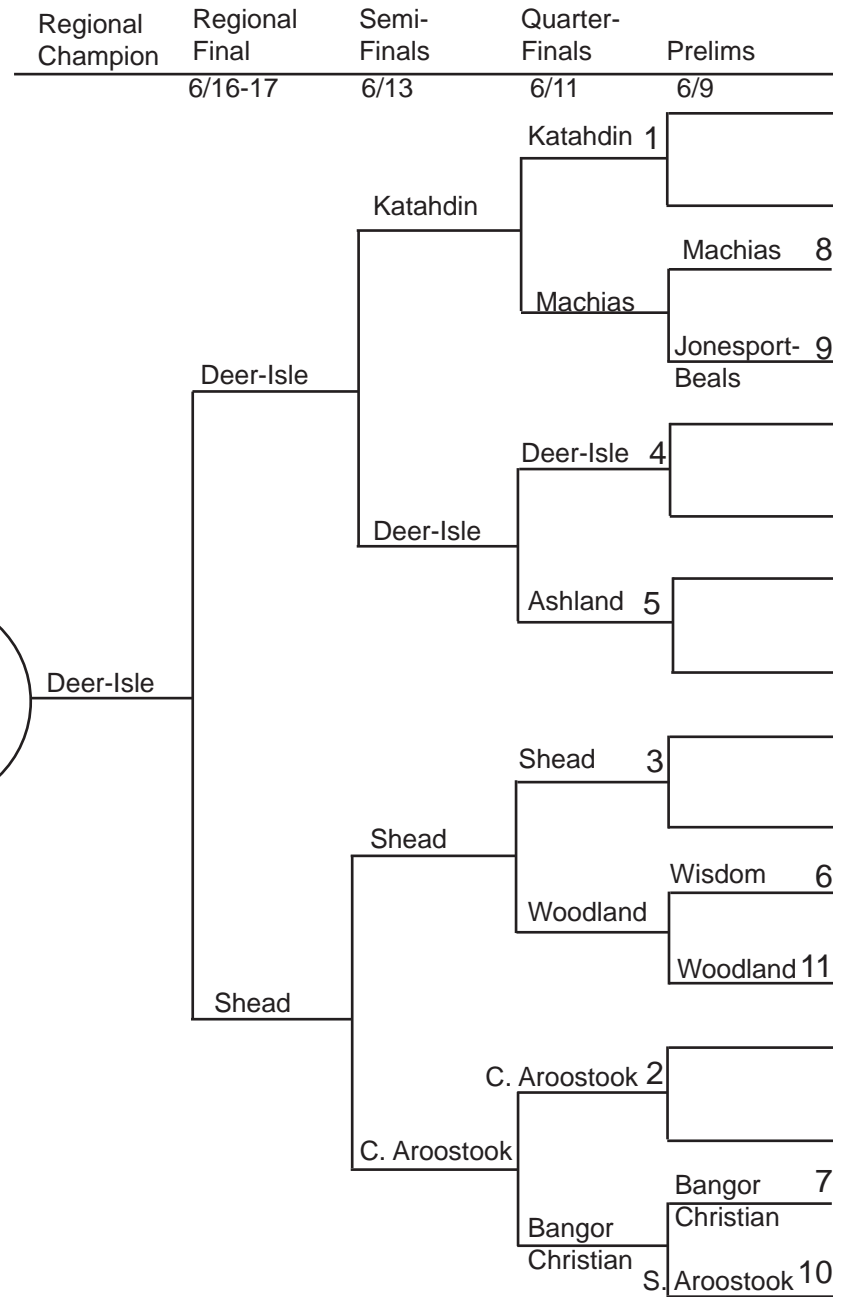 Regional Champion
Regional Final
Semi-Finals
Quarter-Finals
Prelims
6/16-17
6/13
6/11
6/9
Katahdin 1
Katahdin
Machias 8
Machias
Jonesport- 9
Beals
Deer-Isle
Deer-Isle 4
Deer-Isle
Ashland 5
Deer-Isle
Shead 3
Shead
Wisdom 6
Woodland
Woodland 11
Shead
C. Aroostook 2
C. Aroostook
Bangor 7
Christian
Bangor
Christian
S. Aroostook 10